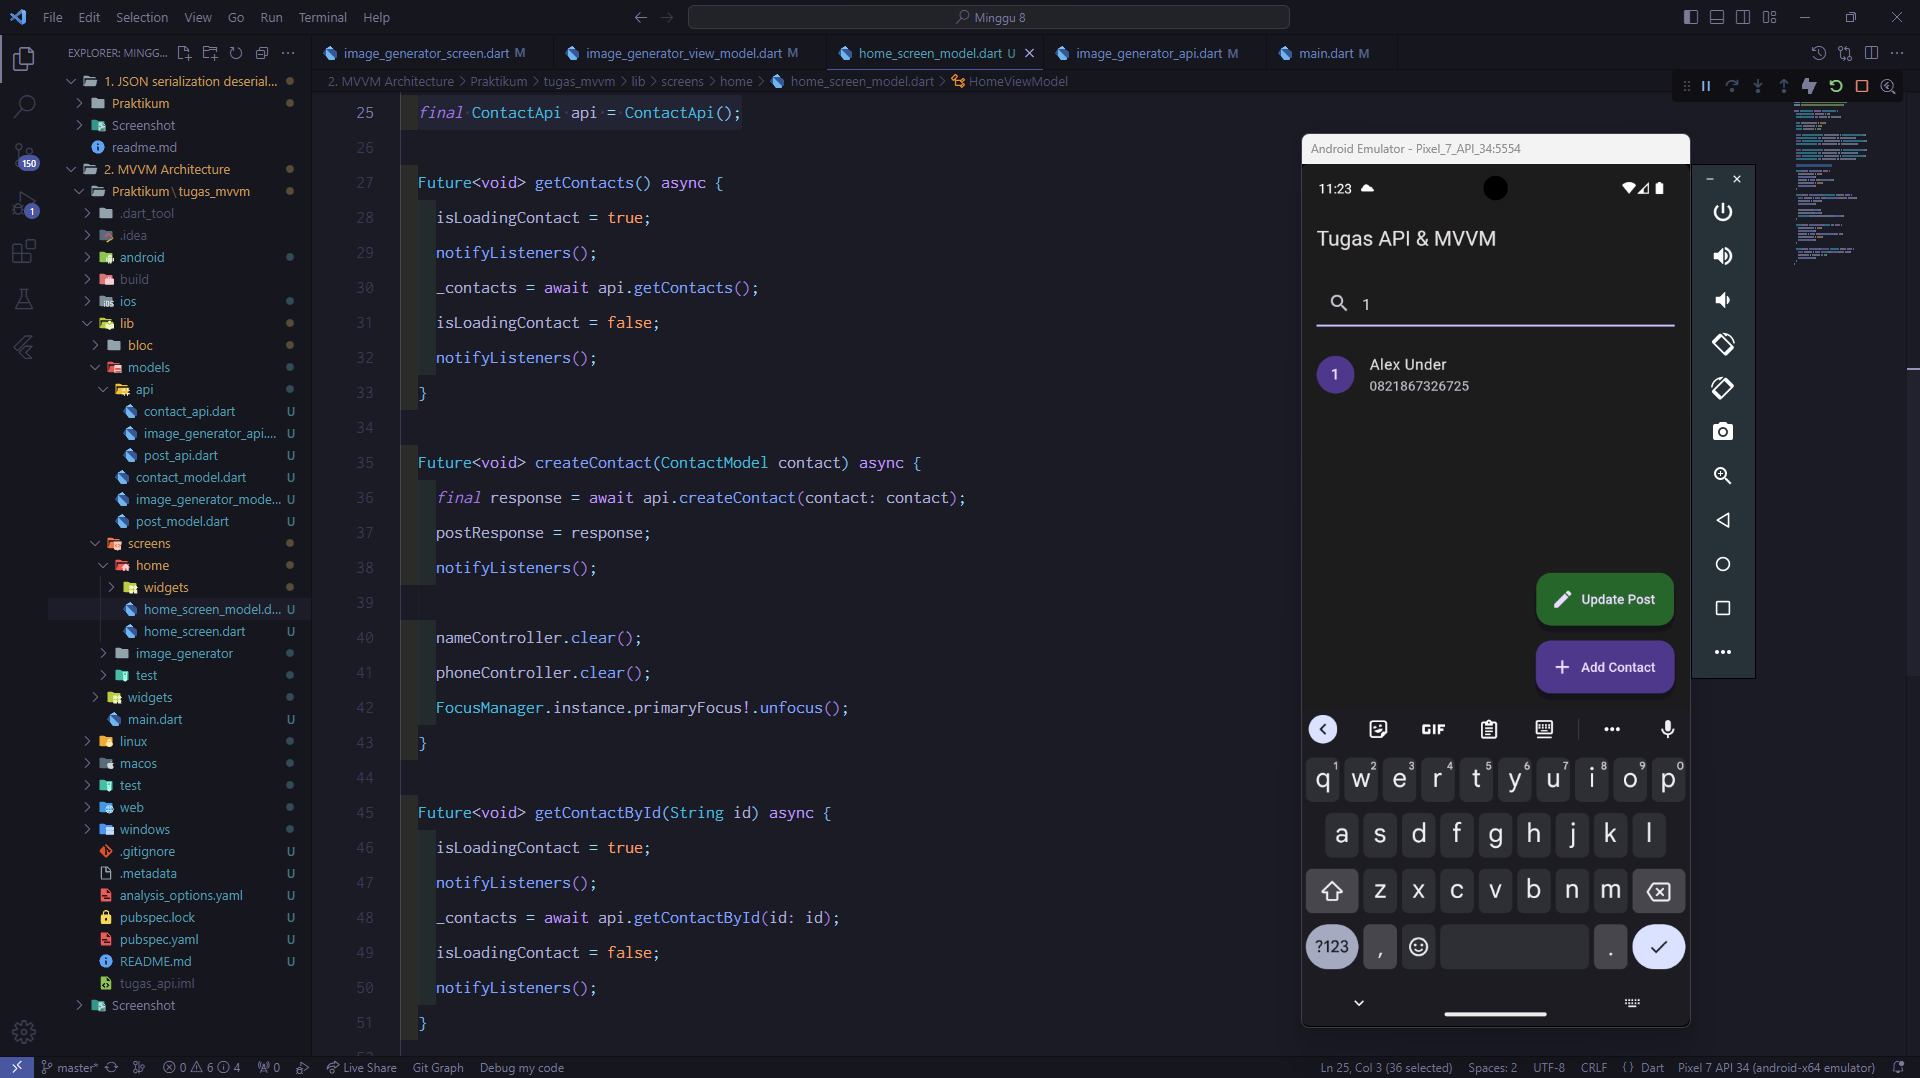 File Edit Selection View Go Run Terminal Help
Minggu 8
EXPLORER: MINGG...
1. JSON serialization deserial...
Praktikum
Screenshot
readme.md
2. MVVM Architecture
Praktikum\tugas_mvvm
.dart_tool
.idea
android
build
ios
lib
bloc
models
api
contact_api.dart U
image_generator_api.... U
post_api.dart U
contact_model.dart U
image_generator_mode... U
post_model.dart U
screens
home
widgets
home_screen_model.d... U
home_screen.dart U
image_generator
test
widgets
main.dart U
linux
macos
test
web
windows
.gitignore U
.metadata U
analysis_options.yaml U
pubspec.lock U
pubspec.yaml U
README.md U
tugas_api.iml
Screenshot
150
1
image_generator_screen.dart M
image_generator_view_model.dart M
home_screen_model.dart U
image_generator_api.dart M
main.dart M
2. MVVM Architecture > Praktikum > tugas_mvvm > lib > screens > home > home_screen_model.dart > HomeViewModel
25 final ContactApi api = ContactApi();
26
27 Future<void> getContacts() async {
28 isLoadingContact = true;
29 notifyListeners();
30 _contacts = await api.getContacts();
31 isLoadingContact = false;
32 notifyListeners();
33 }
34
35 Future<void> createContact(ContactModel contact) async {
36 final response = await api.createContact(contact: contact);
37 postResponse = response;
38 notifyListeners();
39
40 nameController.clear();
41 phoneController.clear();
42 FocusManager.instance.primaryFocus!.unfocus();
43 }
44
45 Future<void> getContactById(String id) async {
46 isLoadingContact = true;
47 notifyListeners();
48 _contacts = await api.getContactById(id: id);
49 isLoadingContact = false;
50 notifyListeners();
51 }
Android Emulator - Pixel_7_API_34:5554
11:23
Tugas API & MVVM
1
1
Alex Under
0821867326725
Update Post
Add Contact
GIF
q1 w2 e3 r4 t5 y6 u7 i8 o9 p0
a s d f g h j k l
z x c v b n m
?123 , .
master* 0 6 4 0 Live Share Git Graph Debug my code
Ln 25, Col 3 (36 selected) Spaces: 2 UTF-8 CRLF { } Dart Pixel 7 API 34 (android-x64 emulator)